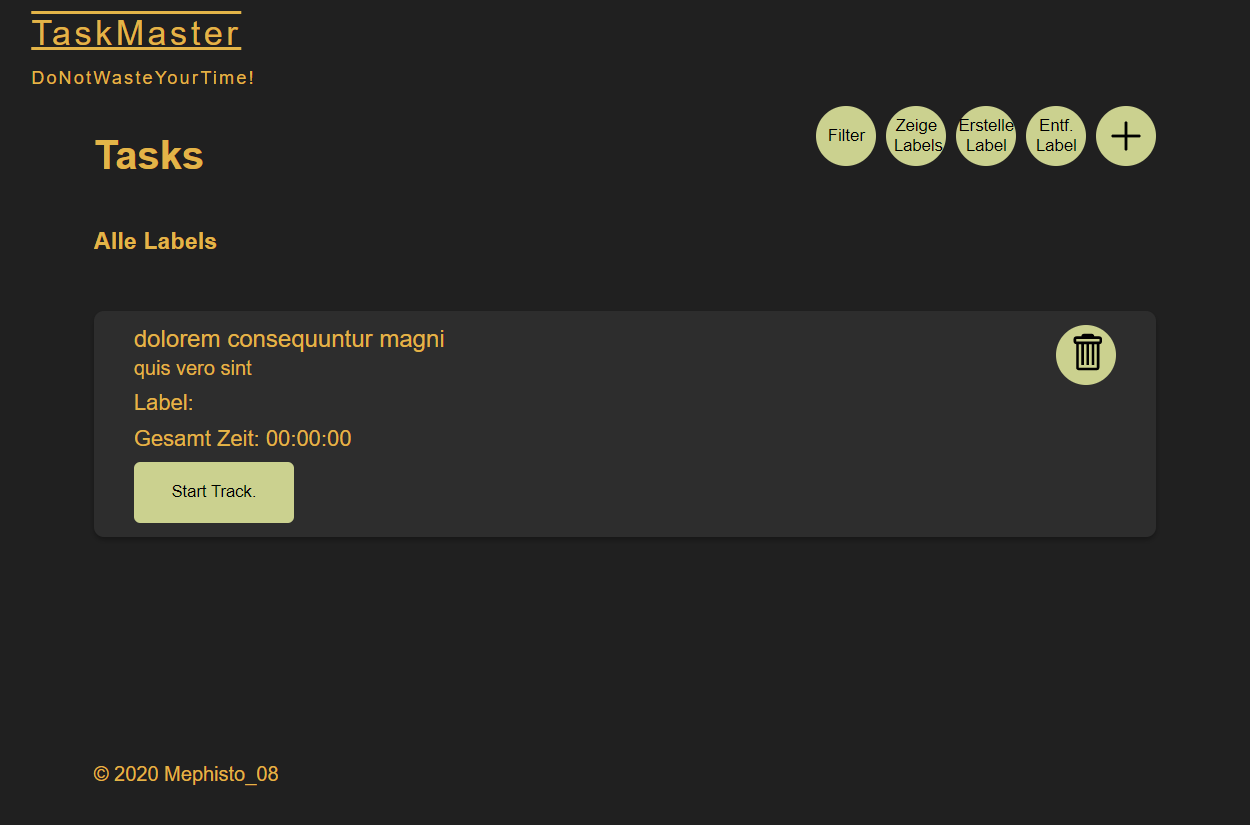 TaskMaster
DoNotWasteYourTime!
Tasks
Filter
Zeige
Labels
Erstelle
Label
Entf.
Label
Alle Labels
dolorem consequuntur magni
quis vero sint
Label:
Gesamt Zeit: 00:00:00
Start Track.
© 2020 Mephisto_08